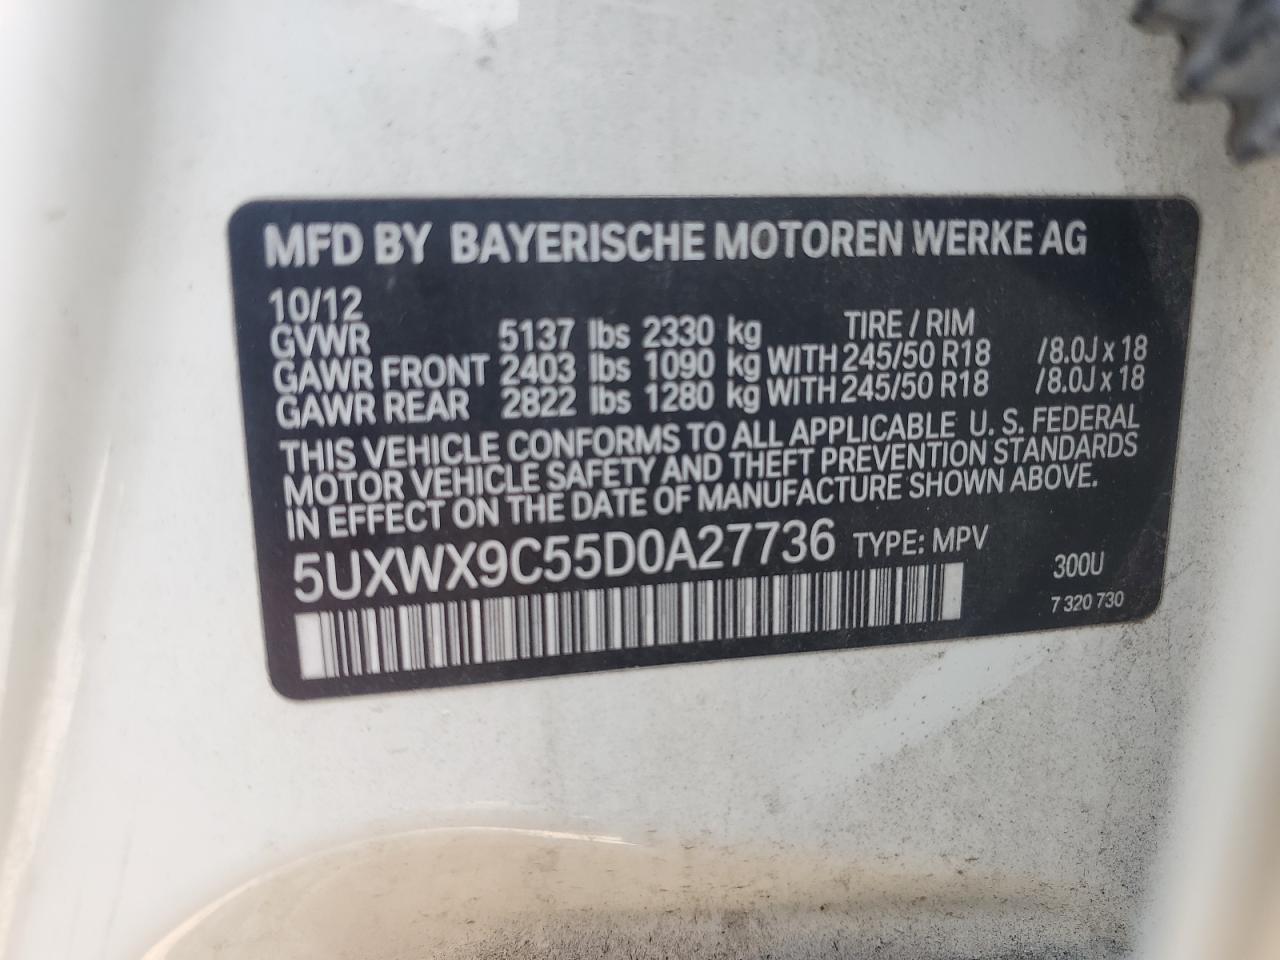 MFD BY BAYERISCHE MOTOREN WERKE AG
10/12
TIRE / RIM
GVWR 5137 lbs 2330 kg
GAWR FRONT 2403 lbs 1090 kg WITH 245/50 R18 /8.0J x 18
GAWR REAR 2822 lbs 1280 kg WITH 245/50 R18 /8.0J x 18
THIS VEHICLE CONFORMS TO ALL APPLICABLE U. S. FEDERAL
MOTOR VEHICLE SAFETY AND THEFT PREVENTION STANDARDS
IN EFFECT ON THE DATE OF MANUFACTURE SHOWN ABOVE.
5UXWX9C55D0A27736 TYPE: MPV
300U
7 320 730